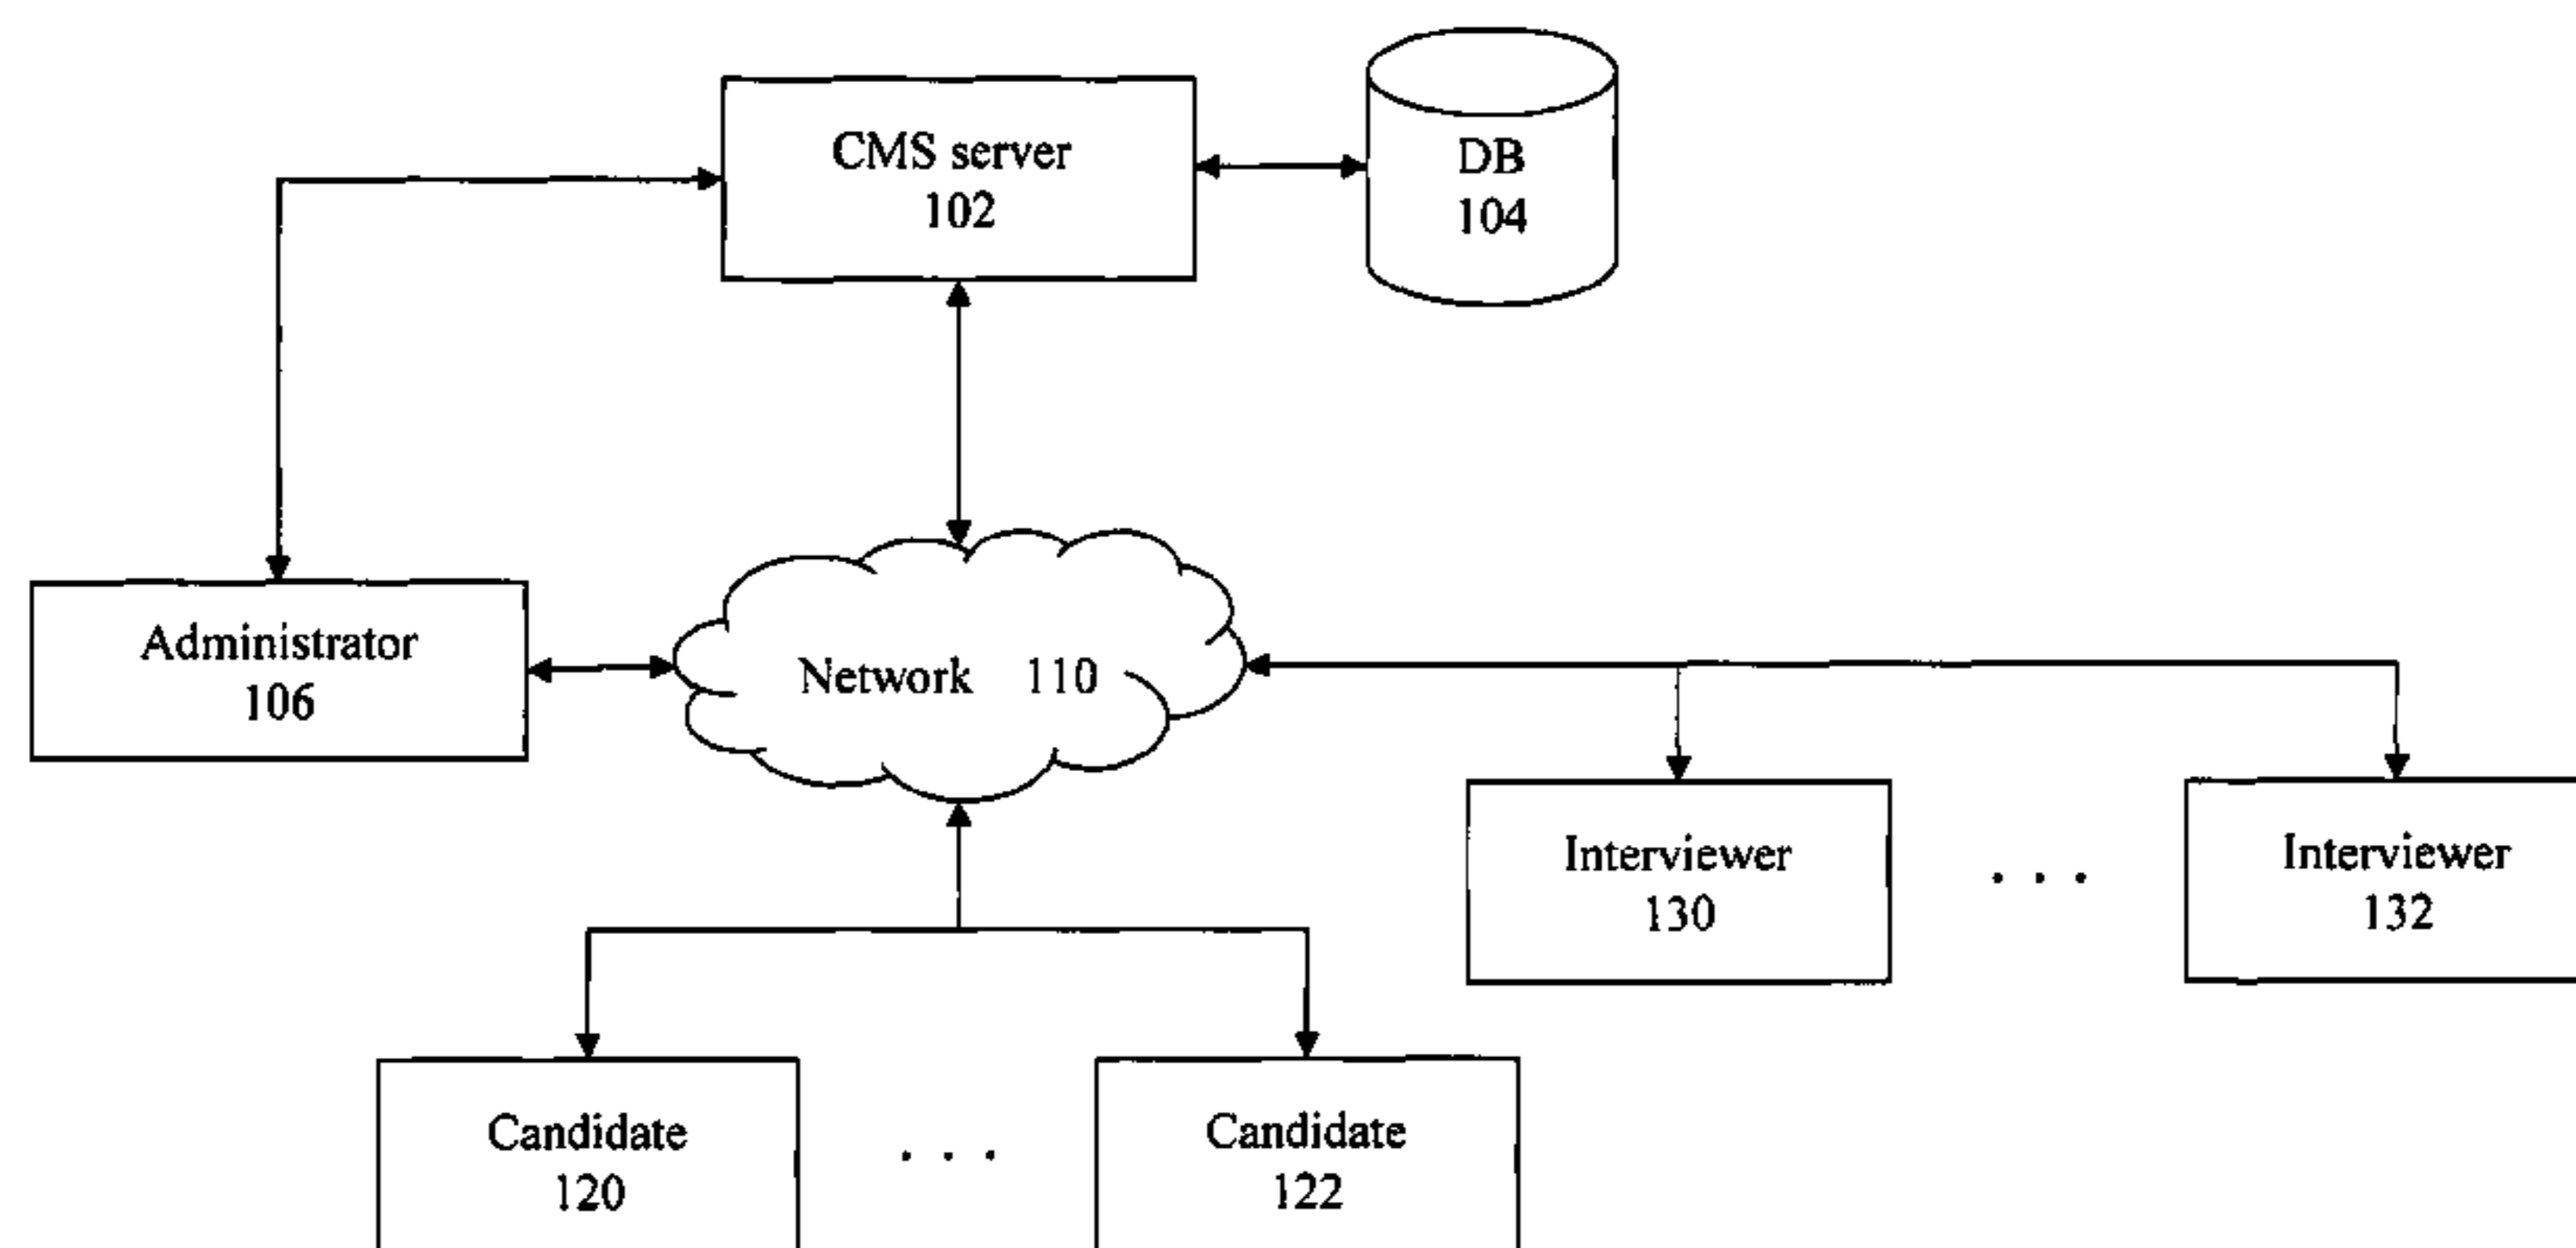 CMS server
102
DB
104
Administrator
106
Network 110
Interviewer
130
. . .
Interviewer
132
Candidate
120
. . .
Candidate
122